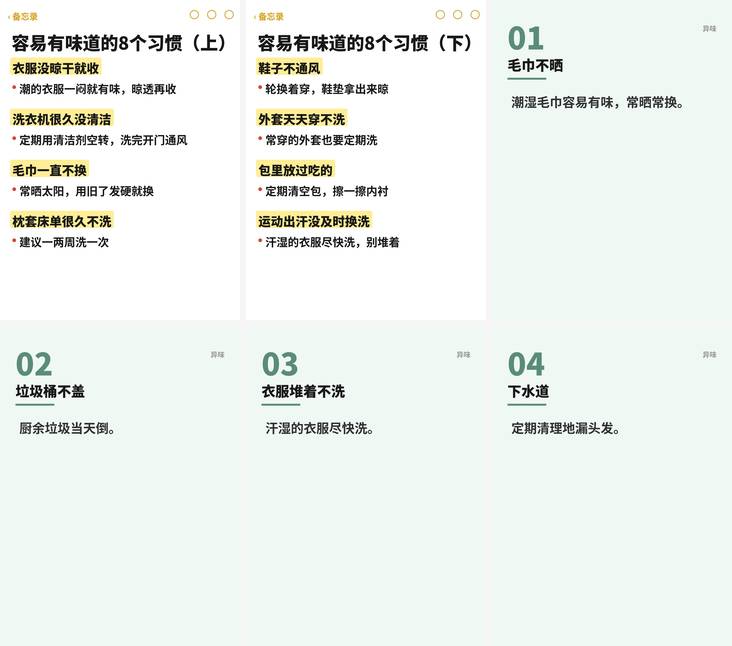 ‹ 备忘录
容易有味道的8个习惯（上）
衣服没晾干就收
• 潮的衣服一闷就有味，晾透再收
洗衣机很久没清洁
• 定期用清洁剂空转，洗完开门通风
毛巾一直不换
• 常晒太阳，用旧了发硬就换
枕套床单很久不洗
• 建议一两周洗一次
‹ 备忘录
容易有味道的8个习惯（下）
鞋子不通风
• 轮换着穿，鞋垫拿出来晾
外套天天穿不洗
• 常穿的外套也要定期洗
包里放过吃的
• 定期清空包，擦一擦内衬
运动出汗没及时换洗
• 汗湿的衣服尽快洗，别堆着
01
异味
毛巾不晒
潮湿毛巾容易有味，常晒常换。
02
异味
垃圾桶不盖
厨余垃圾当天倒。
03
异味
衣服堆着不洗
汗湿的衣服尽快洗。
04
异味
下水道
定期清理地漏头发。